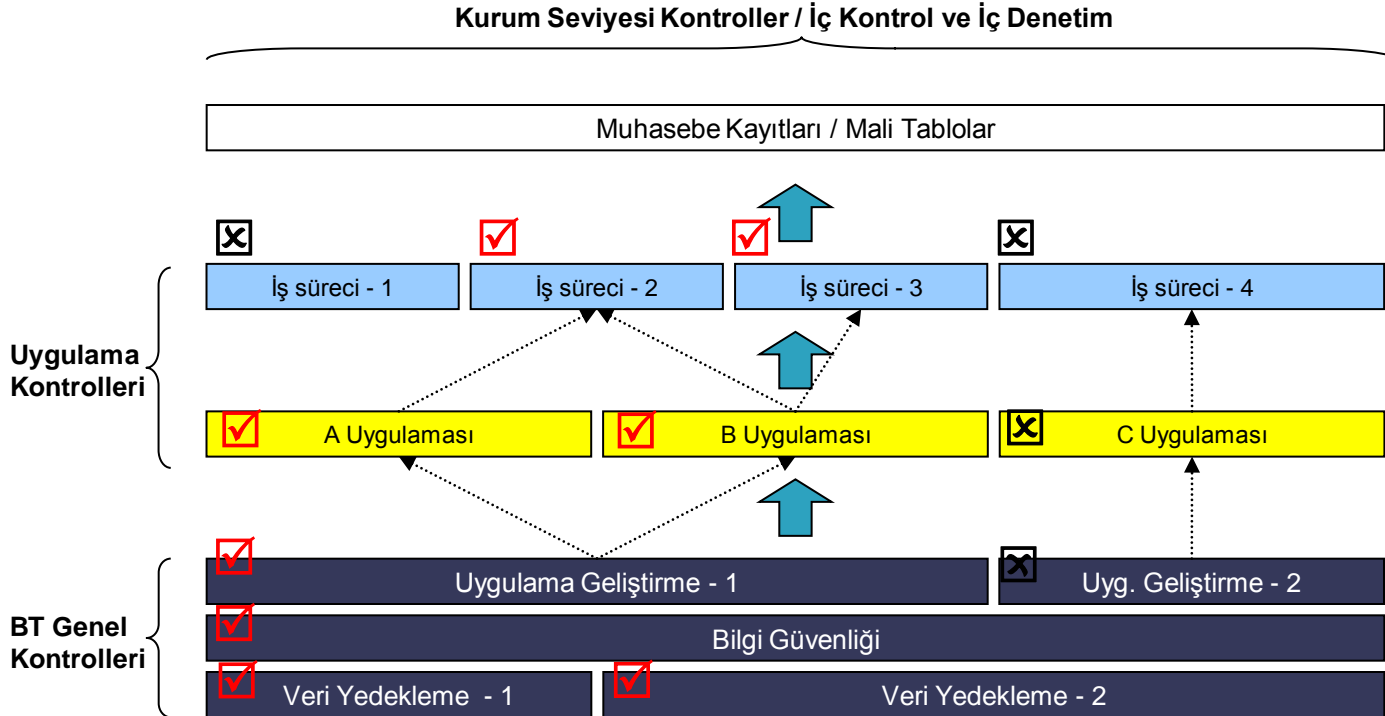 Kurum Seviyesi Kontroller / İç Kontrol ve İç Denetim
Muhasebe Kayıtları / Mali Tablolar
İş süreci - 1
İş süreci - 2
İş süreci - 3
İş süreci - 4
Uygulama
Kontrolleri
A Uygulaması
B Uygulaması
C Uygulaması
Uygulama Geliştirme - 1
Uyg. Geliştirme - 2
BT Genel
Kontrolleri
Bilgi Güvenliği
Veri Yedekleme - 1
Veri Yedekleme - 2